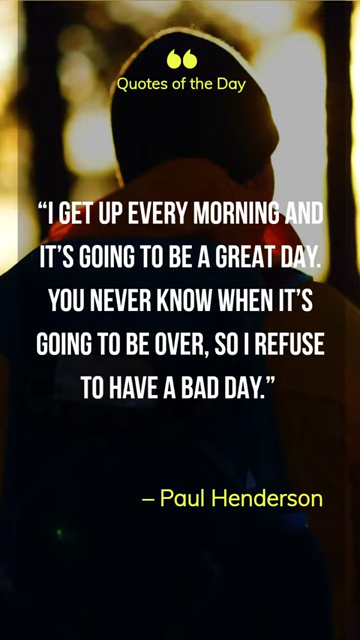 Quotes of the Day
“I GET UP EVERY MORNING AND
IT’S GOING TO BE A GREAT DAY.
YOU NEVER KNOW WHEN IT’S
GOING TO BE OVER, SO I REFUSE
TO HAVE A BAD DAY.”
– Paul Henderson